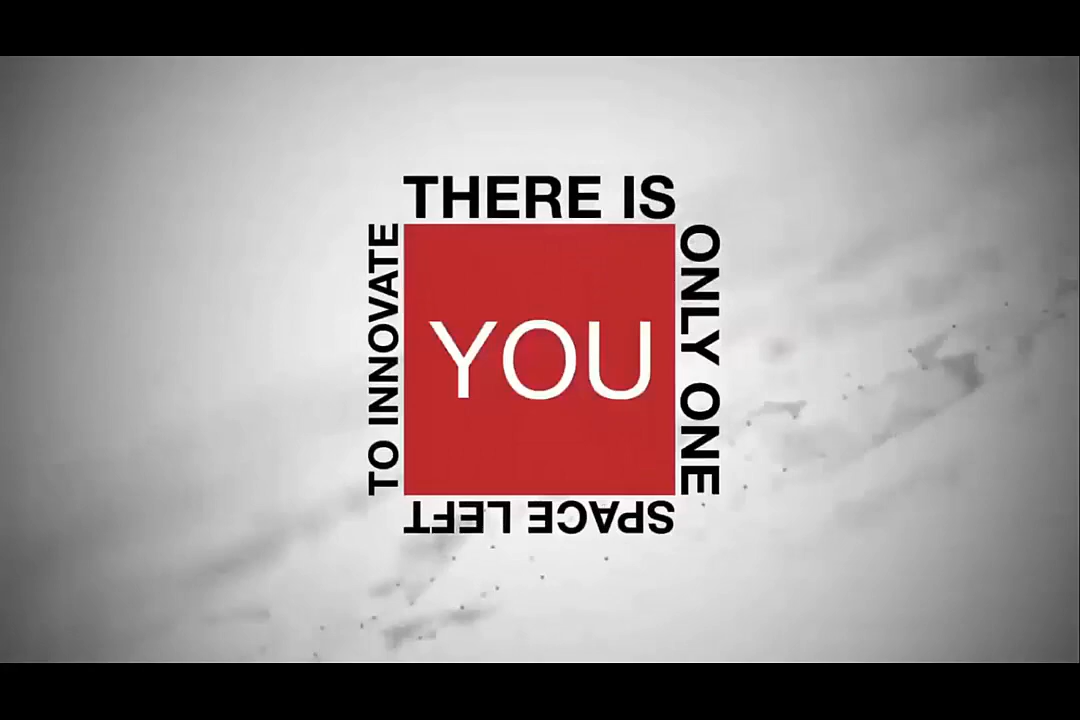 THERE IS
ONLY ONE
SPACE LEFT
TO INNOVATE
YOU